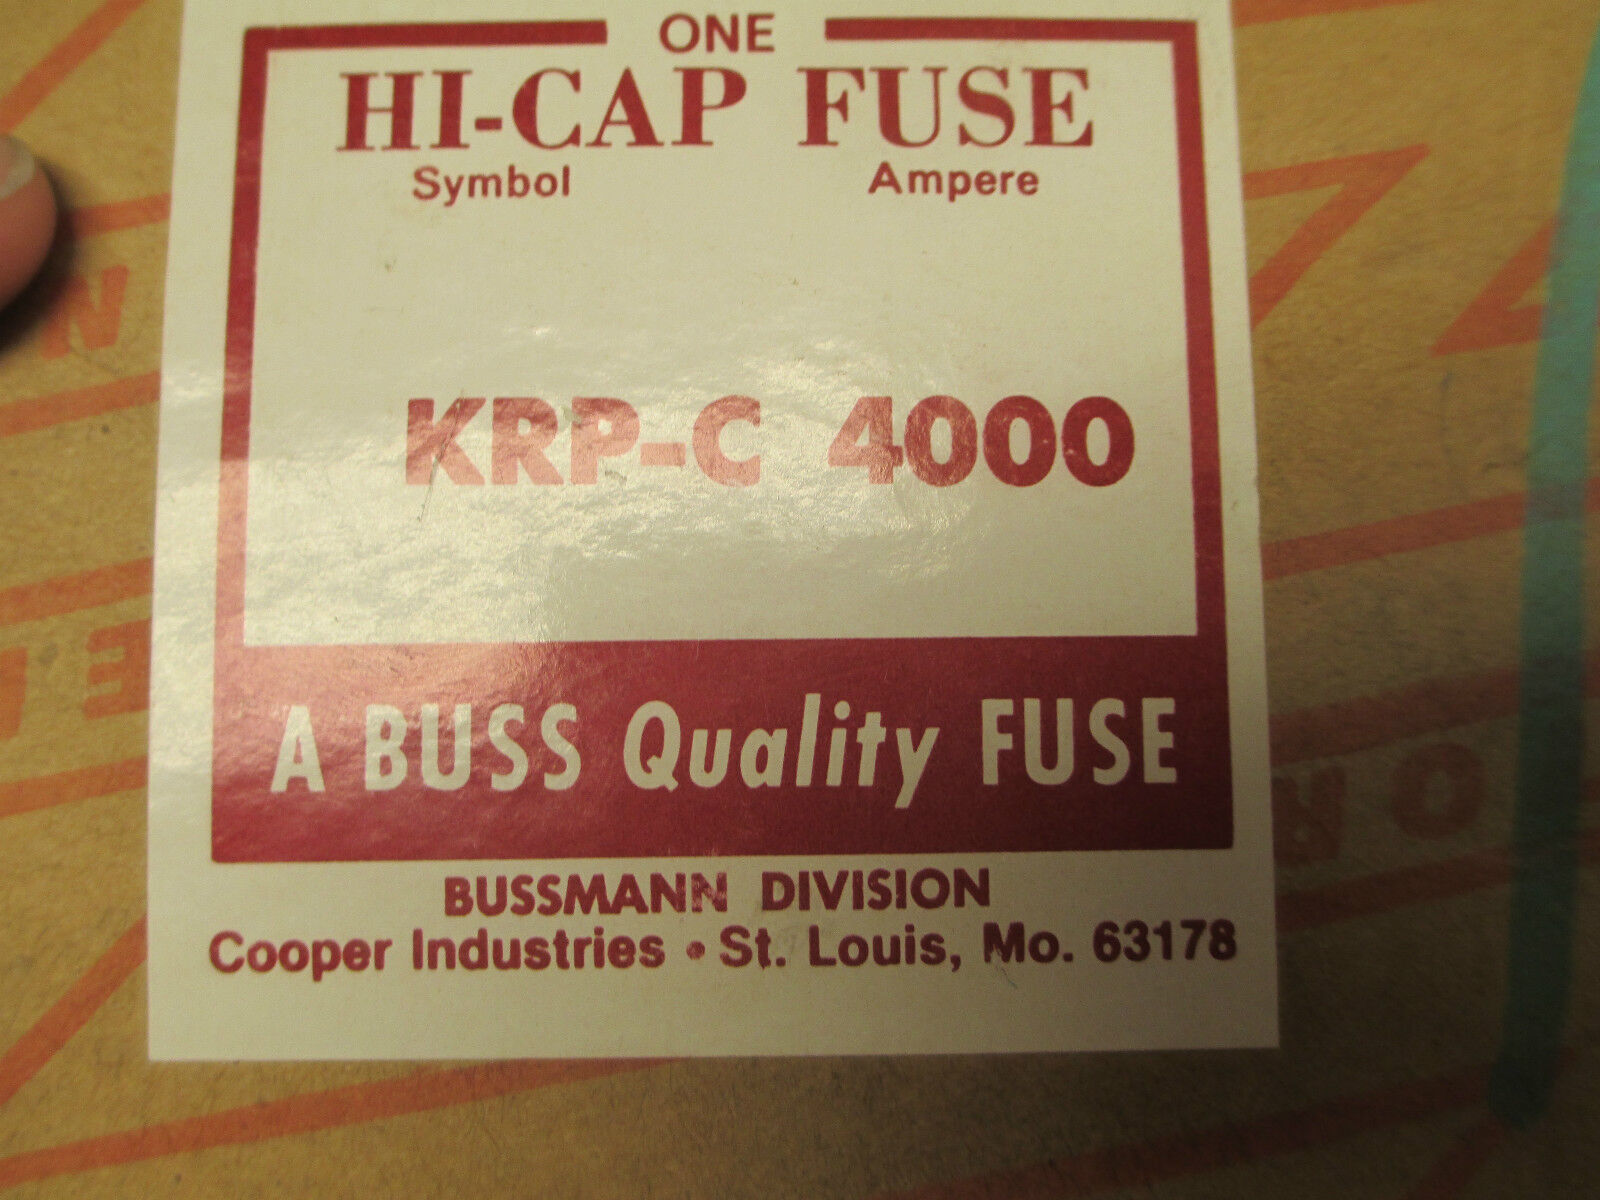 ONE
HI-CAP FUSE
Symbol Ampere
KRP-C 4000
A BUSS Quality FUSE
BUSSMANN DIVISION
Cooper Industries • St. Louis, Mo. 63178